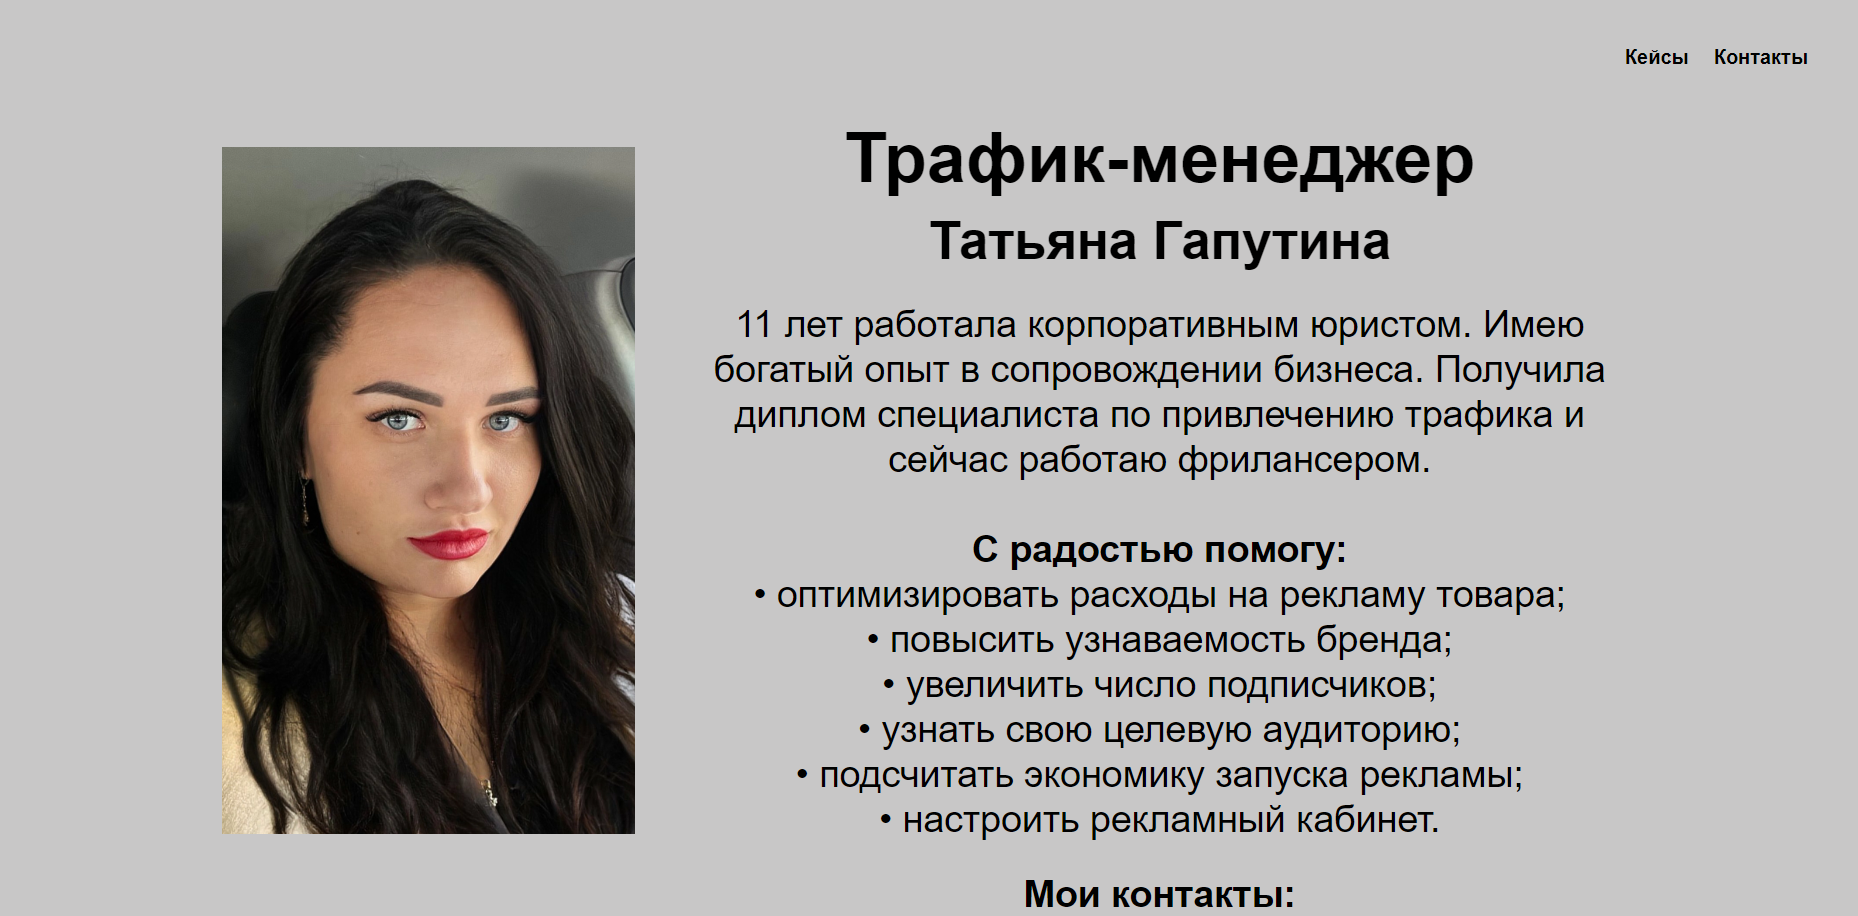 Кейсы Контакты
Трафик-менеджер
Татьяна Гапутина
11 лет работала корпоративным юристом. Имею
богатый опыт в сопровождении бизнеса. Получила
диплом специалиста по привлечению трафика и
сейчас работаю фрилансером.
С радостью помогу:
• оптимизировать расходы на рекламу товара;
• повысить узнаваемость бренда;
• увеличить число подписчиков;
• узнать свою целевую аудиторию;
• подсчитать экономику запуска рекламы;
• настроить рекламный кабинет.
Мои контакты: